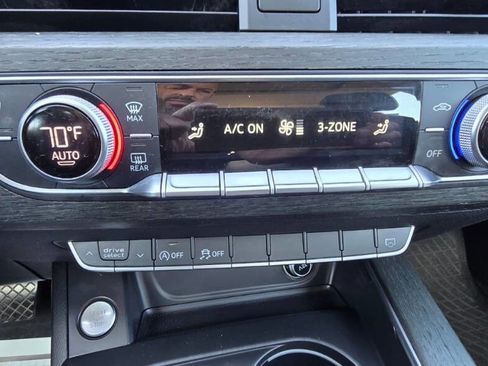 MAX
70°F
AUTO
A/C ON
3-ZONE
REAR
OFF
drive
select
A OFF
OFF